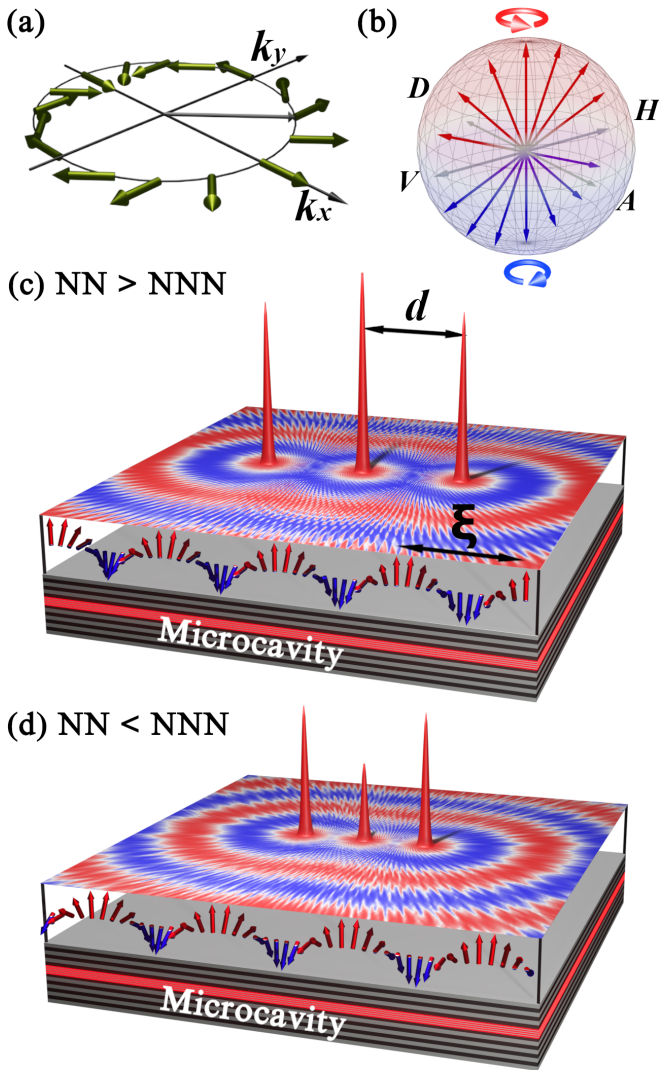 (a)
k_y
k_x
(b)
D
H
V
A
(c) NN > NNN
d
ξ
Microcavity
(d) NN < NNN
Microcavity